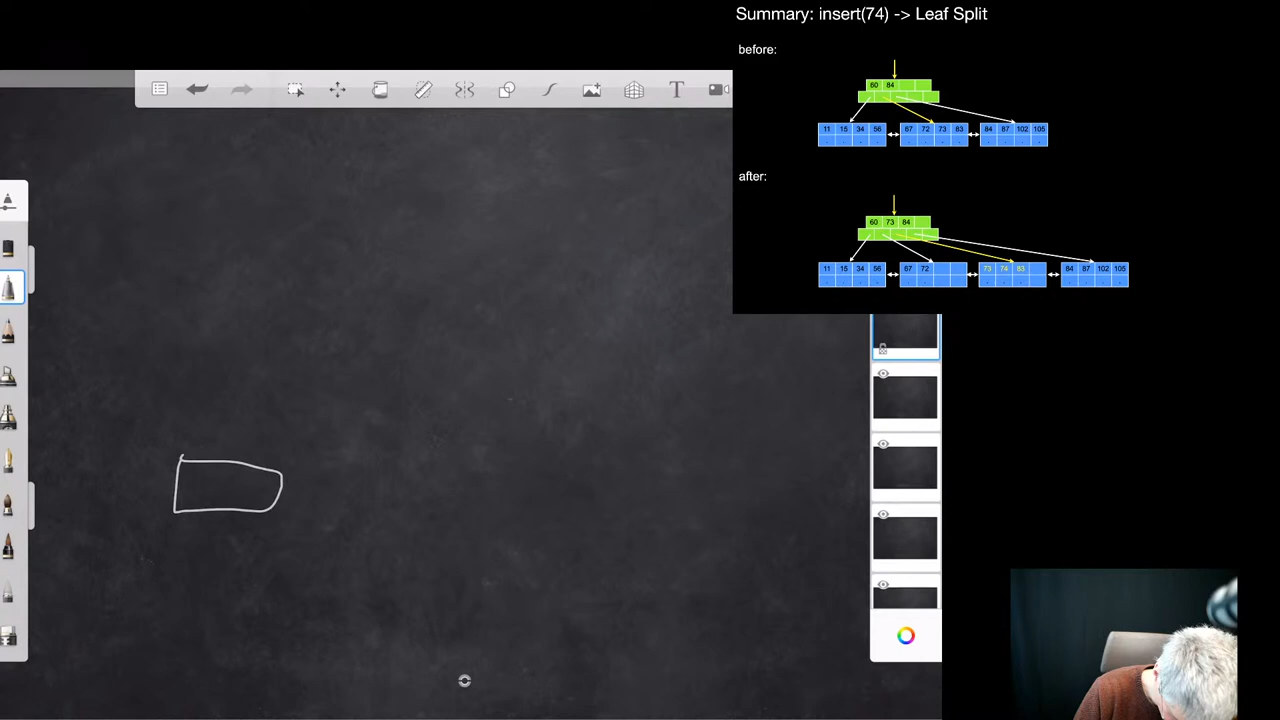 Summary: insert(74) -> Leaf Split
before:
60 84
11 15 34 56 67 72 73 83 84 87 102 105
after:
60 73 84
11 15 34 56 67 72 73 74 83 84 87 102 105
T